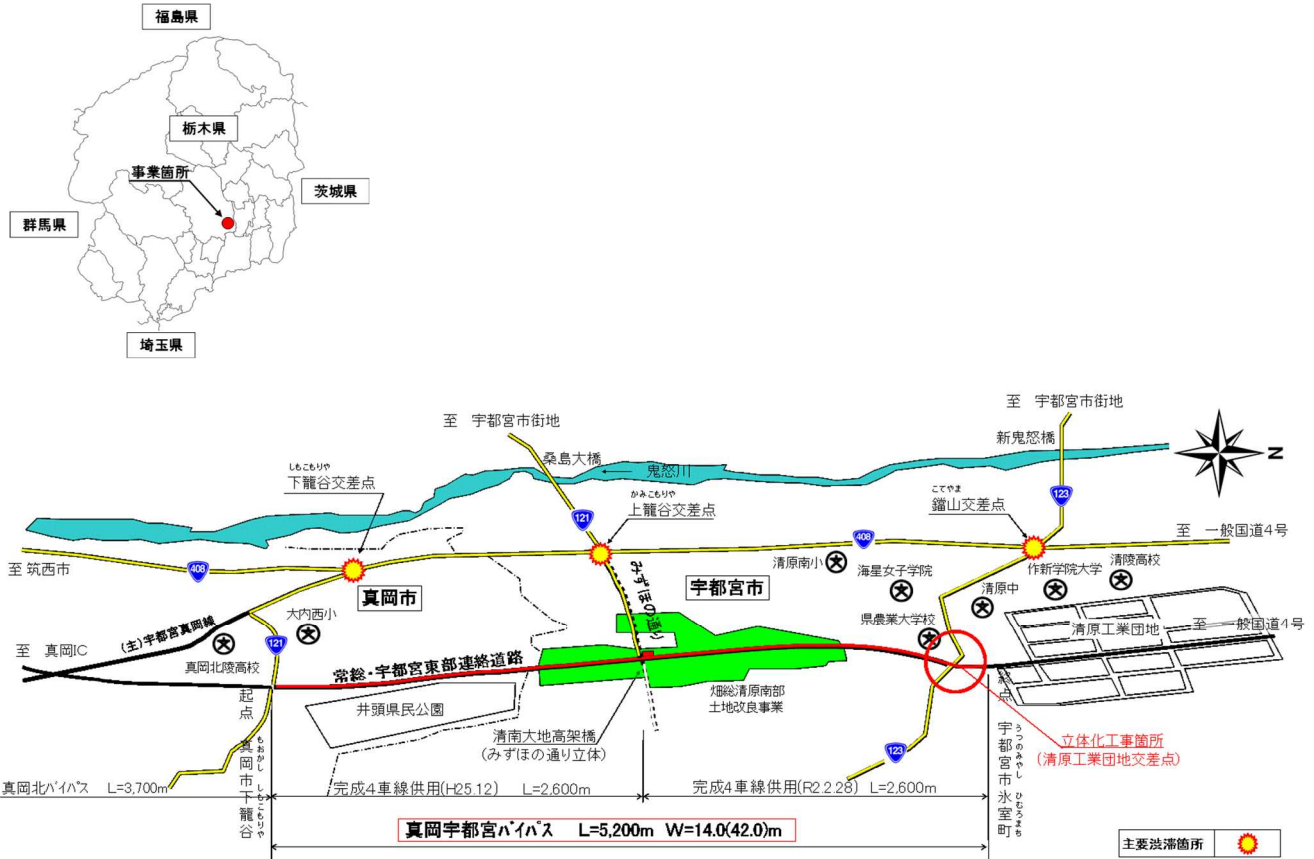 福島県
栃木県
事業箇所
茨城県
群馬県
埼玉県
至 宇都宮市街地
至 宇都宮市街地
新鬼怒橋
桑島大橋
鬼怒川
N
しもこもりや
下籠谷交差点
かみこもりや
上籠谷交差点
こてやま
鐺山交差点
123
121
408
至 一般国道4号
至 筑西市
408
清原南小
海星女子学院
作新学院大学
清陵高校
清原中
県農業大学校
真岡市
宇都宮市
みずほの通り
大内西小
(主)宇都宮真岡線
121
真岡北陵高校
至 真岡IC
常総・宇都宮東部連絡道路
清原工業団地
至 一般国道4号
井頭県民公園
畑総清原南部
土地改良事業
清南大地高架橋
(みずほの通り立体)
立体化工事箇所
(清原工業団地交差点)
123
起点 真岡市下籠谷
もおかし しもこもりや
終点 宇都宮市氷室町
うつのみやし ひむろまち
真岡北バイパス L=3,700m
完成4車線供用(H25.12) L=2,600m
完成4車線供用(R2.2.28) L=2,600m
真岡宇都宮バイパス L=5,200m W=14.0(42.0)m
主要渋滞箇所